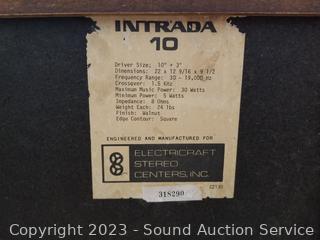 INTRADA
10
Driver Size; 10" + 3"
Dimensions: 22 x 12 9/16 x 9 1/2
Frequency Range: 30 - 19,000 Hz
Crossover: 1.5 KHz
Maximum Music Power: 30 Watts
Minimum Power: 5 Watts
Impedance: 8 Ohms
Weight Each: 24 lbs
Finish: Walnut
Edge Contour: Square
ENGINEERED AND MANUFACTURED FOR
ELECTRICRAFT
STEREO
CENTERS, INC.
318290
Copyright 2023 - Sound Auction Service